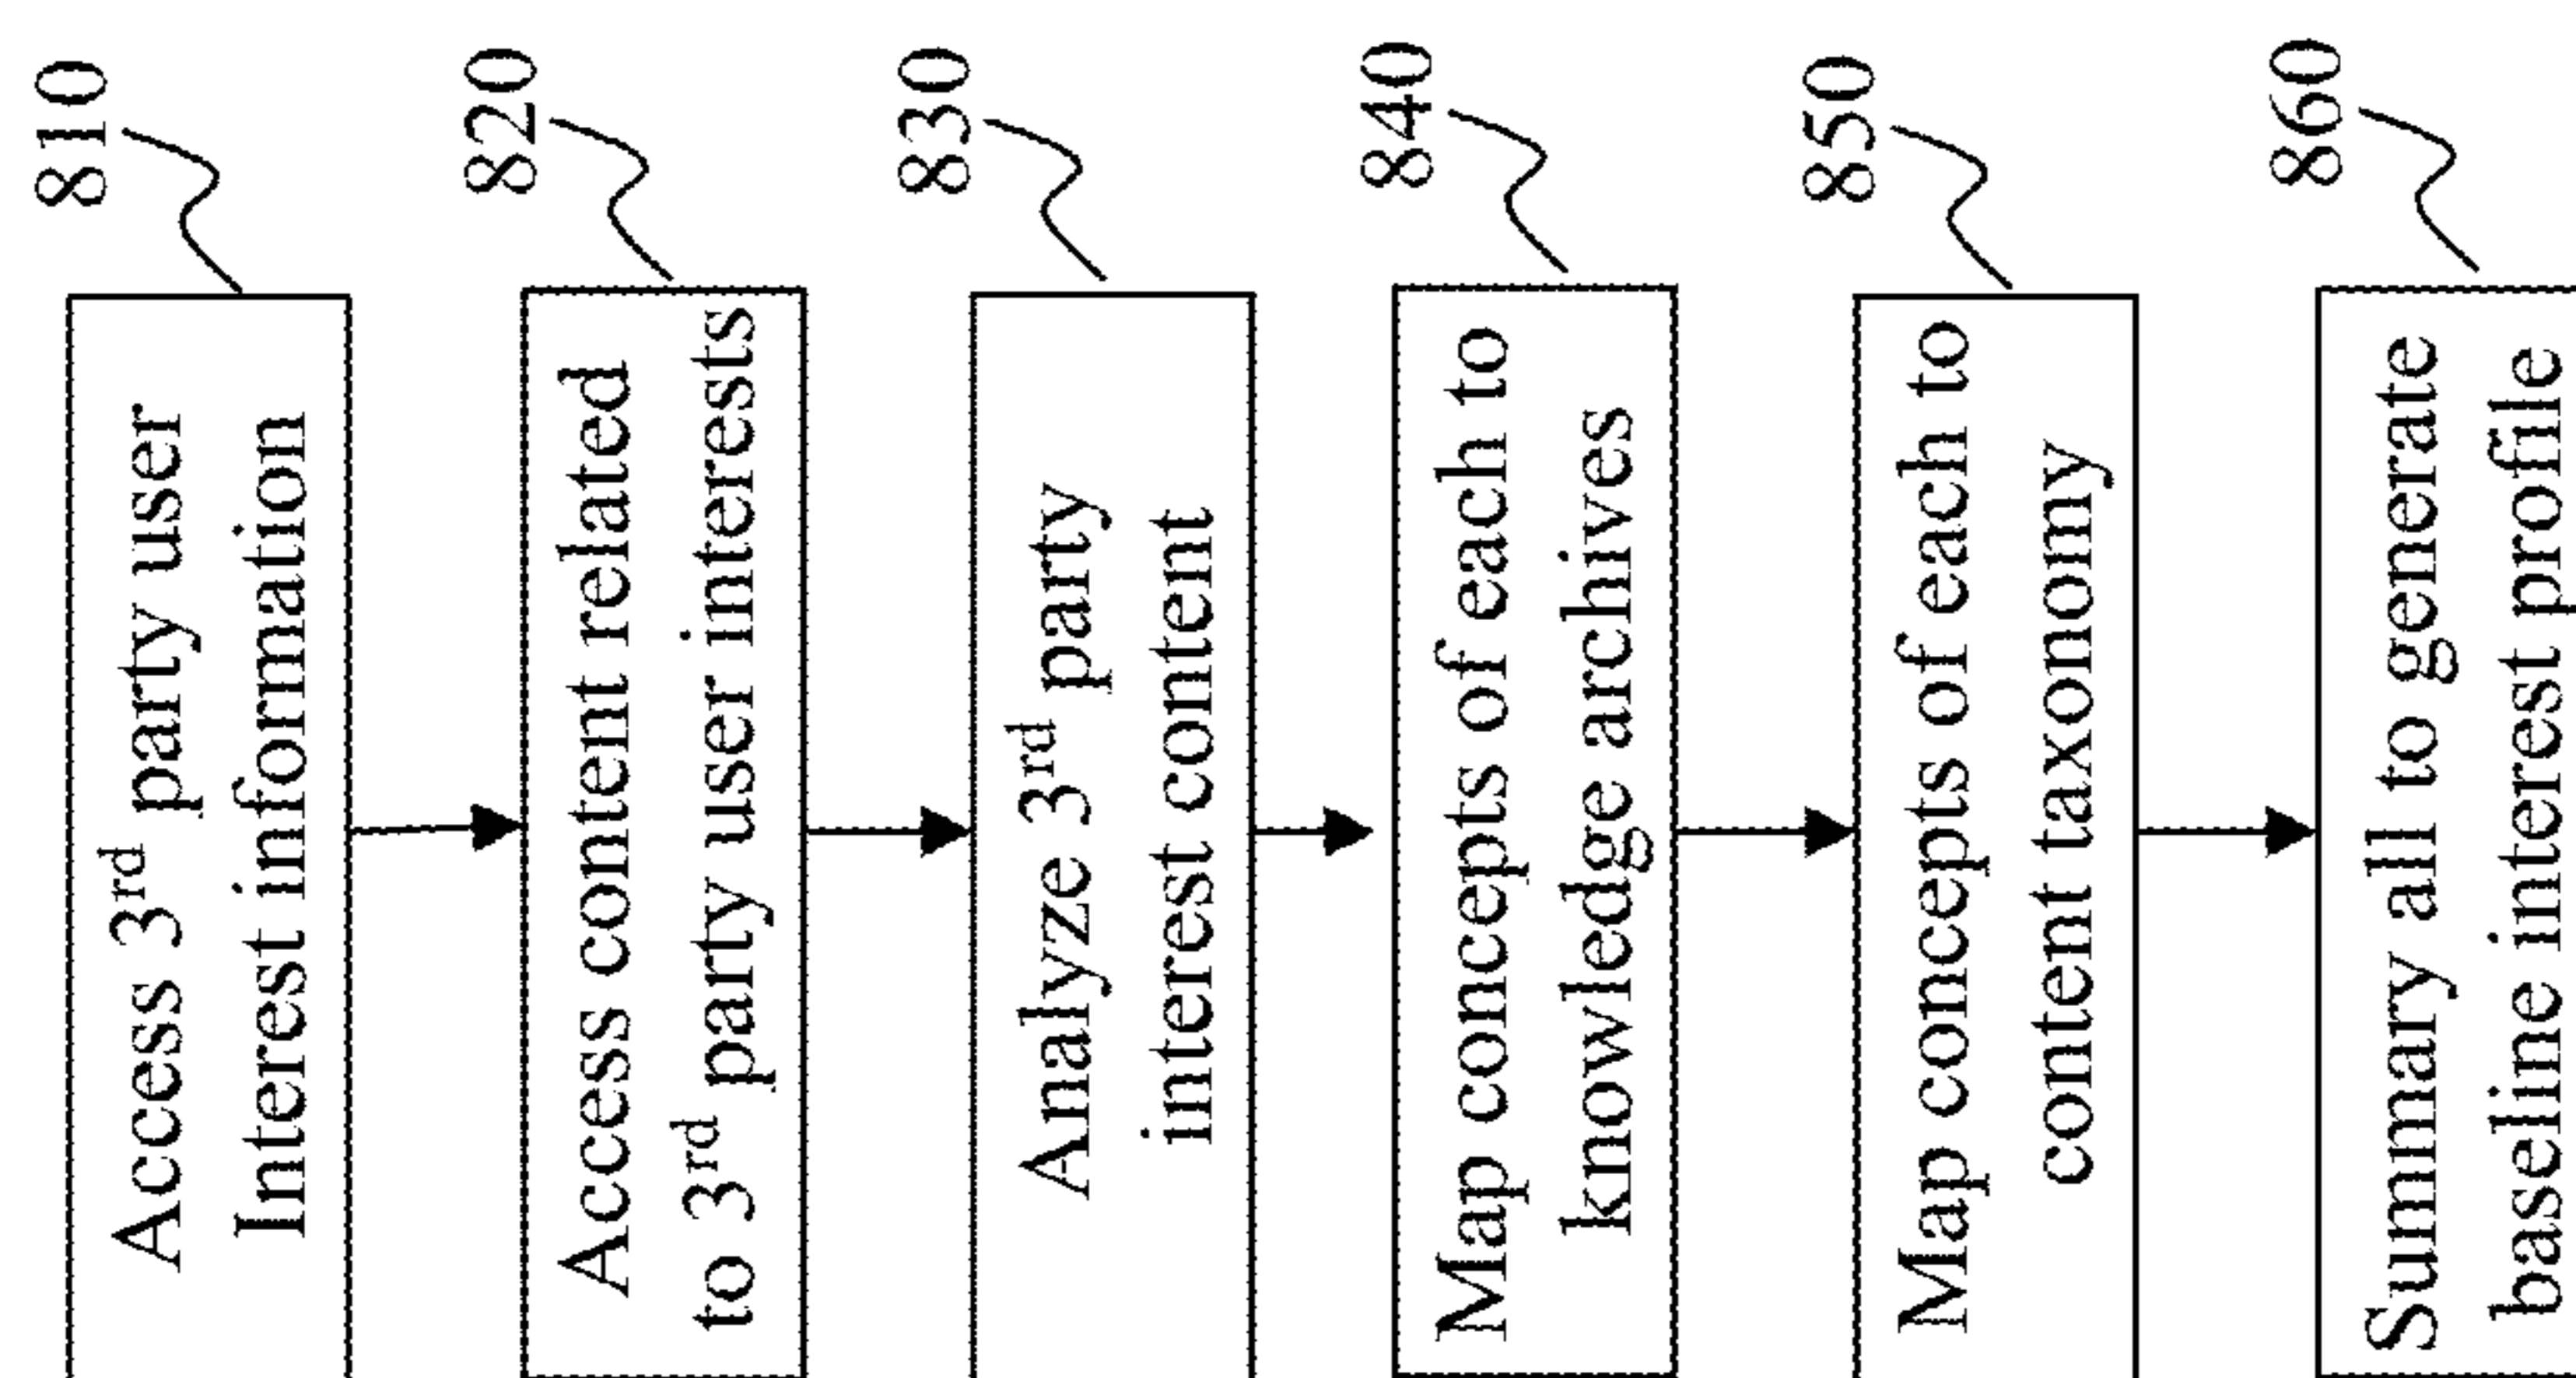 810
Access 3rd party user
Interest information
820
Access content related
to 3rd party user interests
830
Analyze 3rd party
interest content
840
Map concepts of each to
knowledge archives
850
Map concepts of each to
content taxonomy
860
Summary all to generate
baseline interest profile